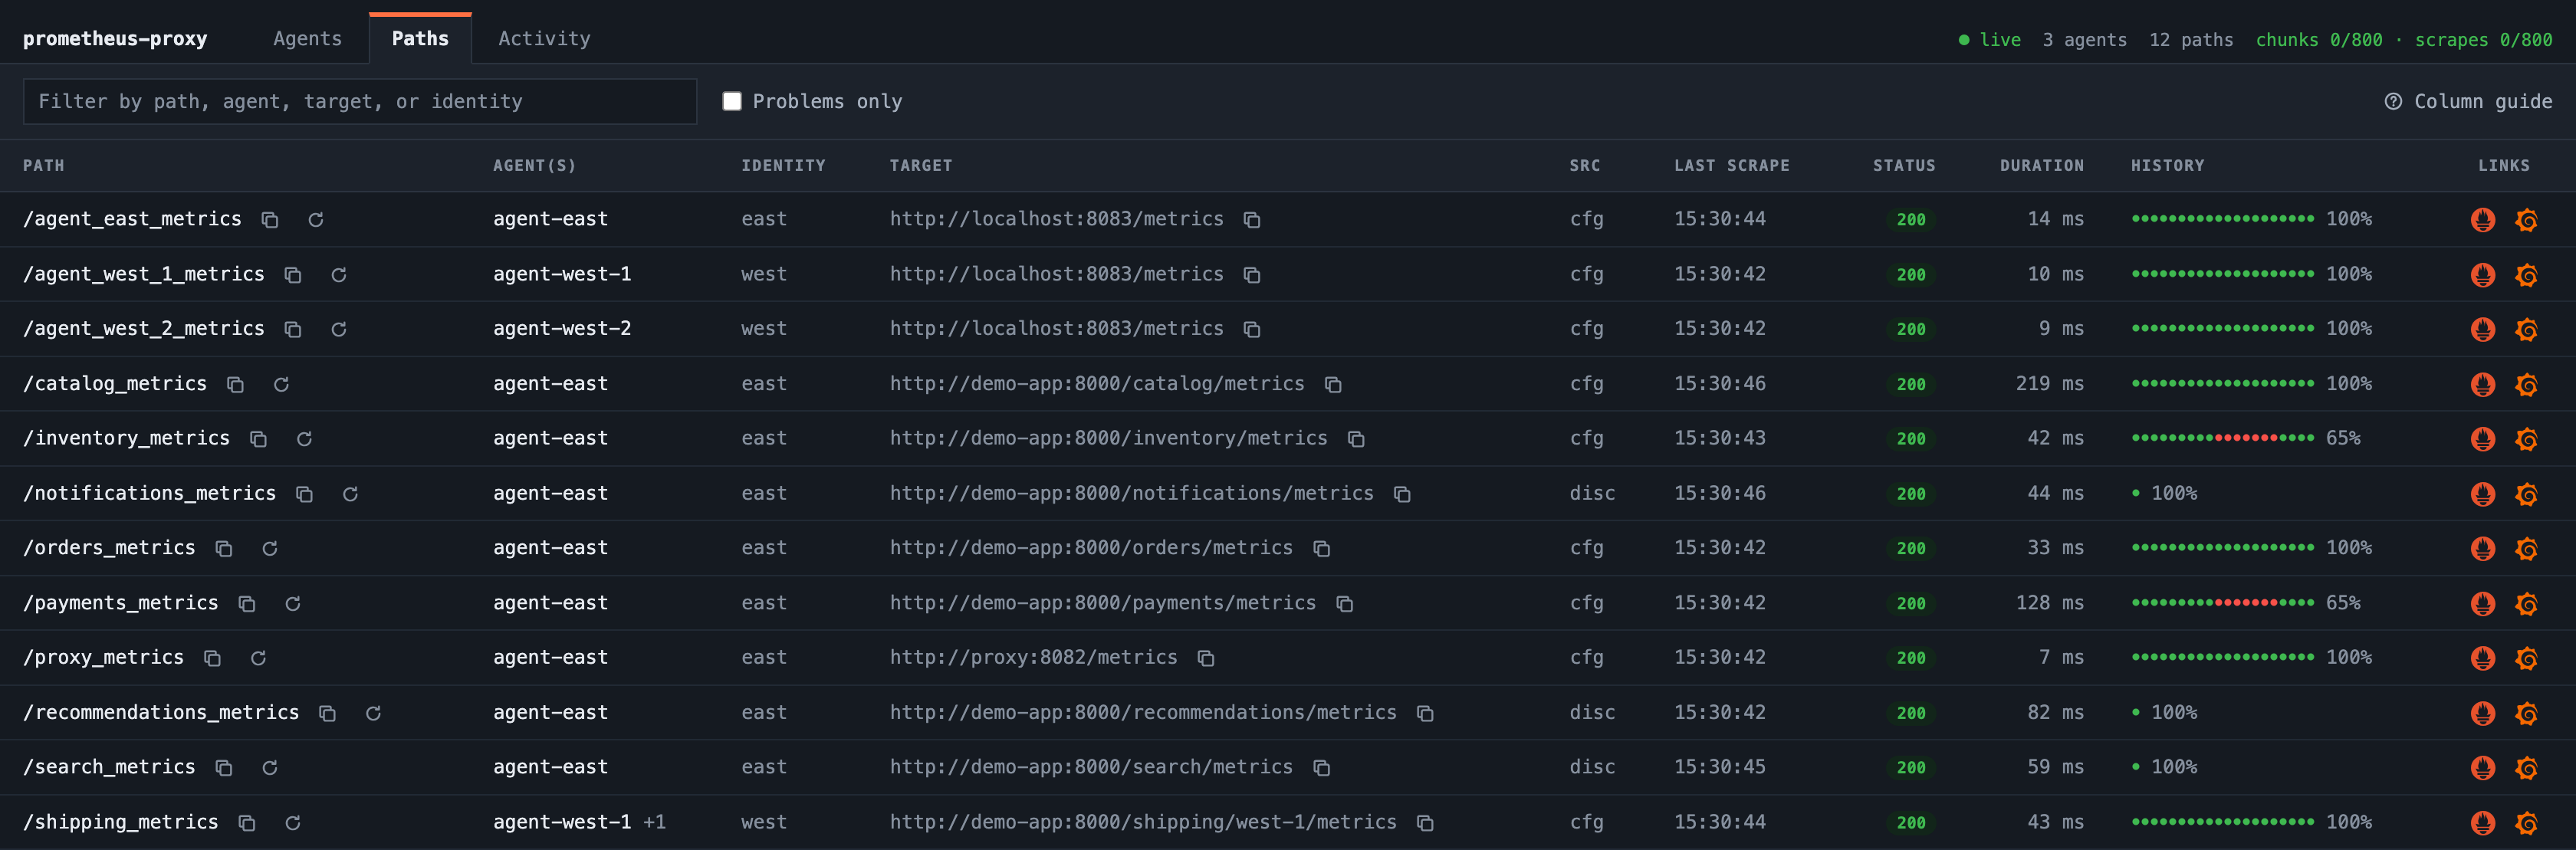 prometheus-proxy Agents Paths Activity live 3 agents 12 paths chunks 0/800 · scrapes 0/800
Filter by path, agent, target, or identity Problems only Column guide
PATH AGENT(S) IDENTITY TARGET SRC LAST SCRAPE STATUS DURATION HISTORY LINKS
/agent_east_metrics agent-east east http://localhost:8083/metrics cfg 15:30:44 200 14 ms 100%
/agent_west_1_metrics agent-west-1 west http://localhost:8083/metrics cfg 15:30:42 200 10 ms 100%
/agent_west_2_metrics agent-west-2 west http://localhost:8083/metrics cfg 15:30:42 200 9 ms 100%
/catalog_metrics agent-east east http://demo-app:8000/catalog/metrics cfg 15:30:46 200 219 ms 100%
/inventory_metrics agent-east east http://demo-app:8000/inventory/metrics cfg 15:30:43 200 42 ms 65%
/notifications_metrics agent-east east http://demo-app:8000/notifications/metrics disc 15:30:46 200 44 ms 100%
/orders_metrics agent-east east http://demo-app:8000/orders/metrics cfg 15:30:42 200 33 ms 100%
/payments_metrics agent-east east http://demo-app:8000/payments/metrics cfg 15:30:42 200 128 ms 65%
/proxy_metrics agent-east east http://proxy:8082/metrics cfg 15:30:42 200 7 ms 100%
/recommendations_metrics agent-east east http://demo-app:8000/recommendations/metrics disc 15:30:42 200 82 ms 100%
/search_metrics agent-east east http://demo-app:8000/search/metrics disc 15:30:45 200 59 ms 100%
/shipping_metrics agent-west-1 +1 west http://demo-app:8000/shipping/west-1/metrics cfg 15:30:44 200 43 ms 100%